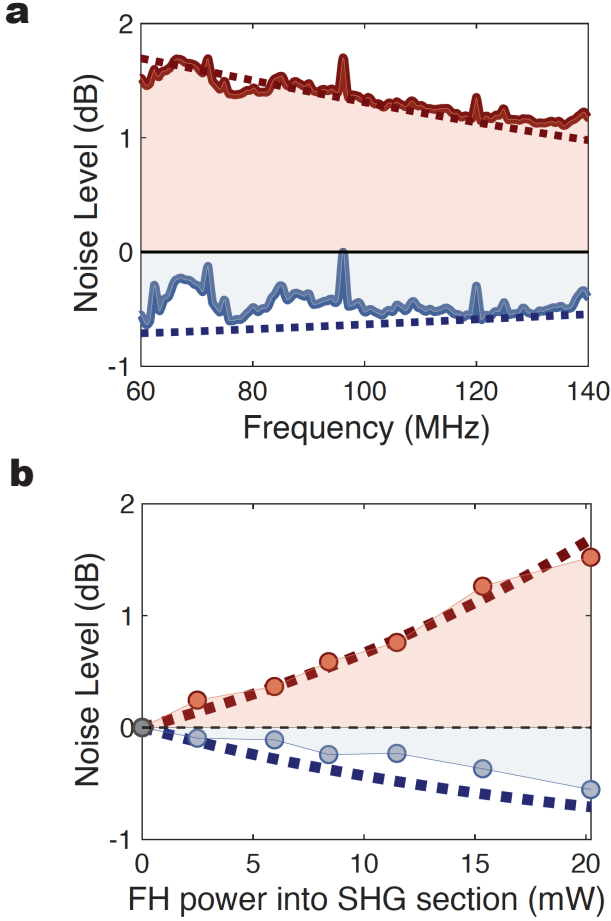 a
2
1
0
-1
Noise Level (dB)
60 80 100 120 140
Frequency (MHz)
b
2
1
0
-1
Noise Level (dB)
0 5 10 15 20
FH power into SHG section (mW)